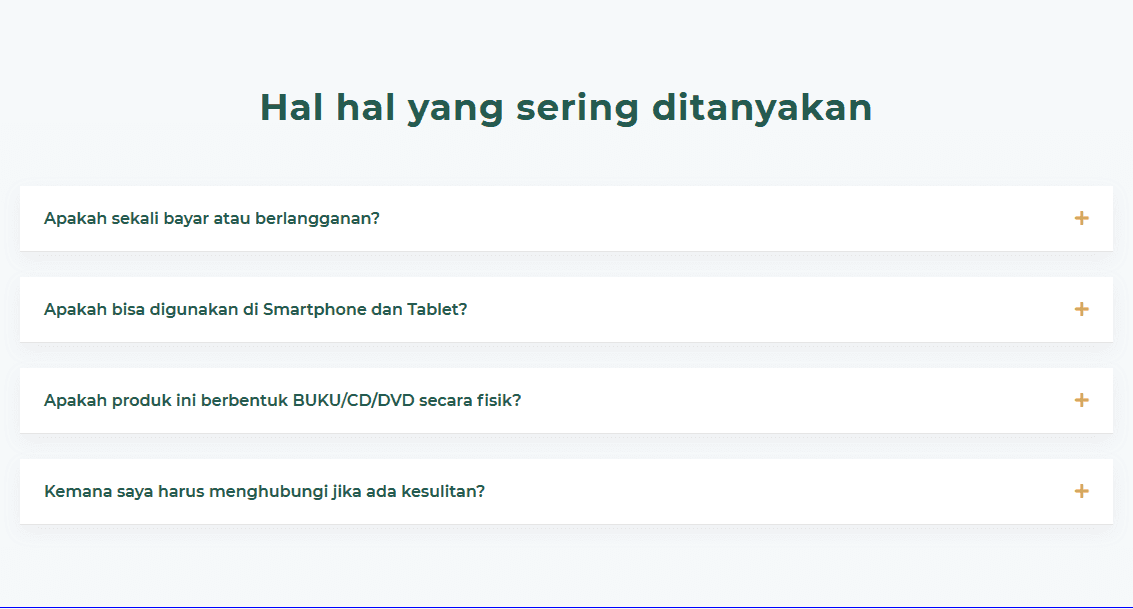 Hal hal yang sering ditanyakan
Apakah sekali bayar atau berlangganan?
Apakah bisa digunakan di Smartphone dan Tablet?
Apakah produk ini berbentuk BUKU/CD/DVD secara fisik?
Kemana saya harus menghubungi jika ada kesulitan?